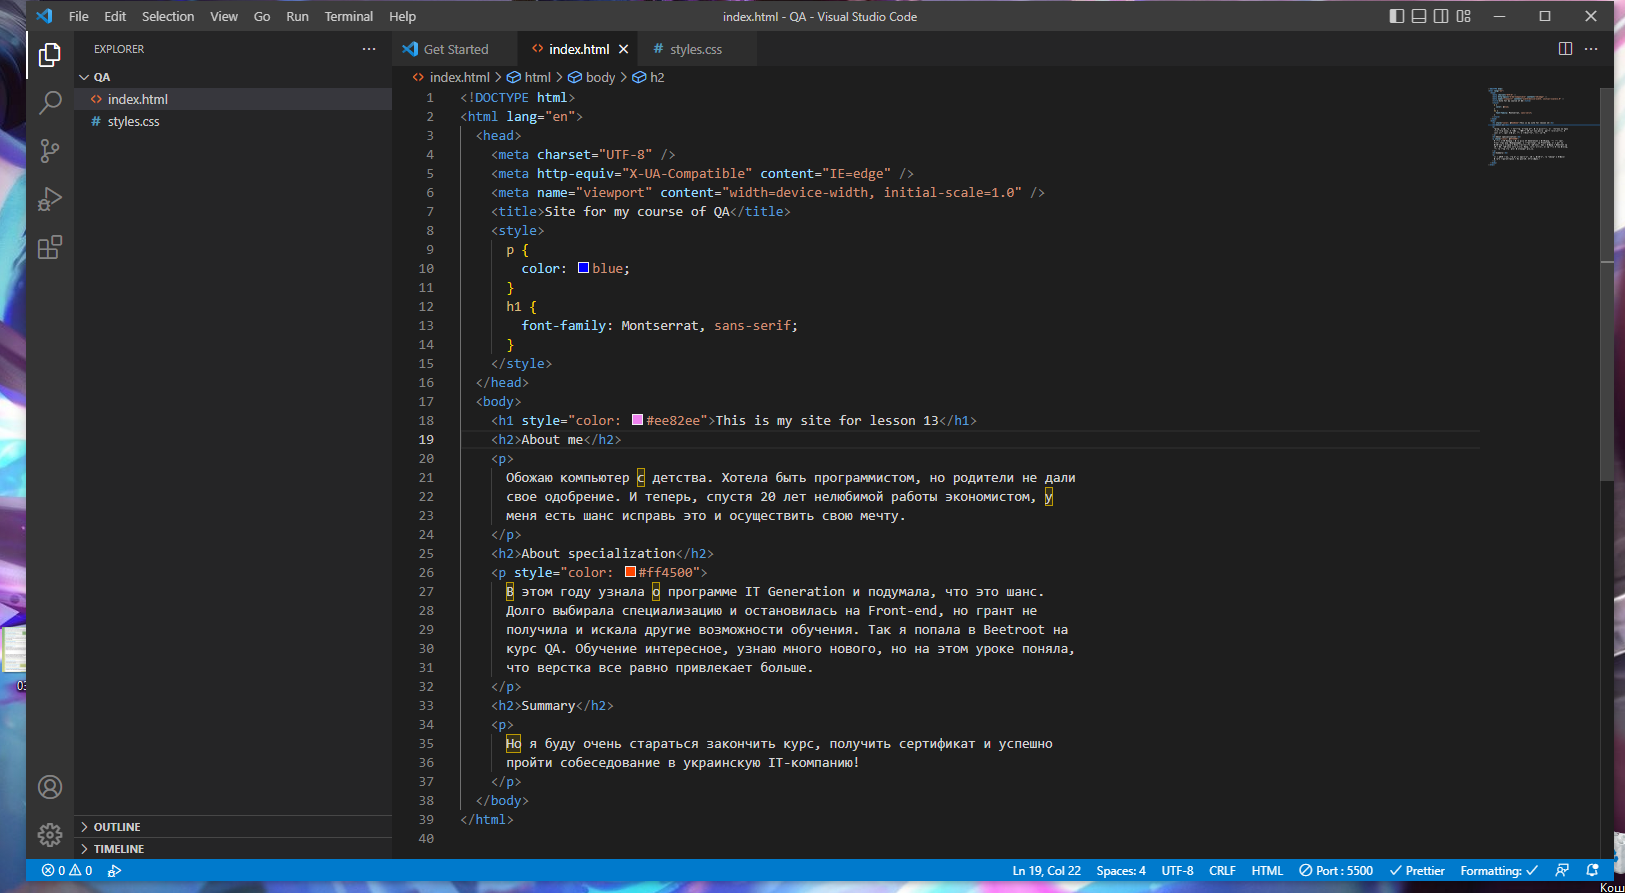 File Edit Selection View Go Run Terminal Help
index.html - QA - Visual Studio Code
EXPLORER
QA
index.html
styles.css
Get Started
index.html
styles.css
index.html > html > body > h2
1 <!DOCTYPE html>
2 <html lang="en">
3 <head>
4 <meta charset="UTF-8" />
5 <meta http-equiv="X-UA-Compatible" content="IE=edge" />
6 <meta name="viewport" content="width=device-width, initial-scale=1.0" />
7 <title>Site for my course of QA</title>
8 <style>
9 p {
10 color: blue;
11 }
12 h1 {
13 font-family: Montserrat, sans-serif;
14 }
15 </style>
16 </head>
17 <body>
18 <h1 style="color: #ee82ee">This is my site for lesson 13</h1>
19 <h2>About me</h2>
20 <p>
21 Обожаю компьютер с детства. Хотела быть программистом, но родители не дали
22 свое одобрение. И теперь, спустя 20 лет нелюбимой работы экономистом, у
23 меня есть шанс исправь это и осуществить свою мечту.
24 </p>
25 <h2>About specialization</h2>
26 <p style="color: #ff4500">
27 В этом году узнала о программе IT Generation и подумала, что это шанс.
28 Долго выбирала специализацию и остановилась на Front-end, но грант не
29 получила и искала другие возможности обучения. Так я попала в Beetroot на
30 курс QA. Обучение интересное, узнаю много нового, но на этом уроке поняла,
31 что верстка все равно привлекает больше.
32 </p>
33 <h2>Summary</h2>
34 <p>
35 Но я буду очень стараться закончить курс, получить сертификат и успешно
36 пройти собеседование в украинскую IT-компанию!
37 </p>
38 </body>
39 </html>
40
OUTLINE
TIMELINE
0 0
Ln 19, Col 22 Spaces: 4 UTF-8 CRLF HTML Port : 5500 Prettier Formatting:
Кош